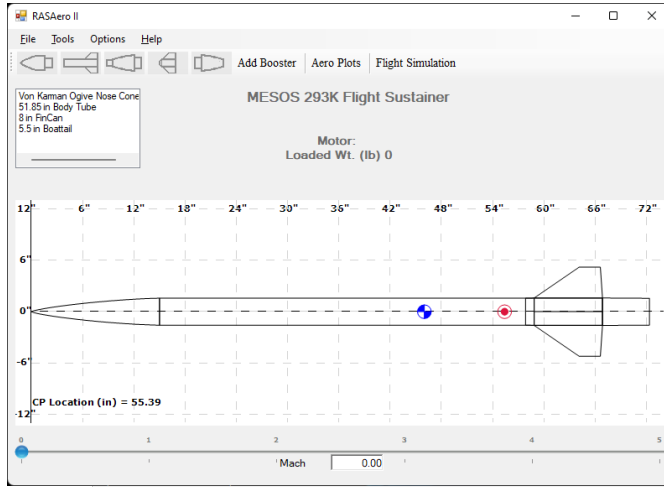 RASAero II
File Tools Options Help
Add Booster Aero Plots Flight Simulation
Von Karman Ogive Nose Cone
51.85 in Body Tube
8 in FinCan
5.5 in Boattail
MESOS 293K Flight Sustainer
Motor:
Loaded Wt. (lb) 0
12" 6" 12" 18" 24" 30" 36" 42" 48" 54" 60" 66" 72"
6"
0"
-6"
CP Location (in) = 55.39
-12"
0 1 2 3 4 5
Mach 0.00